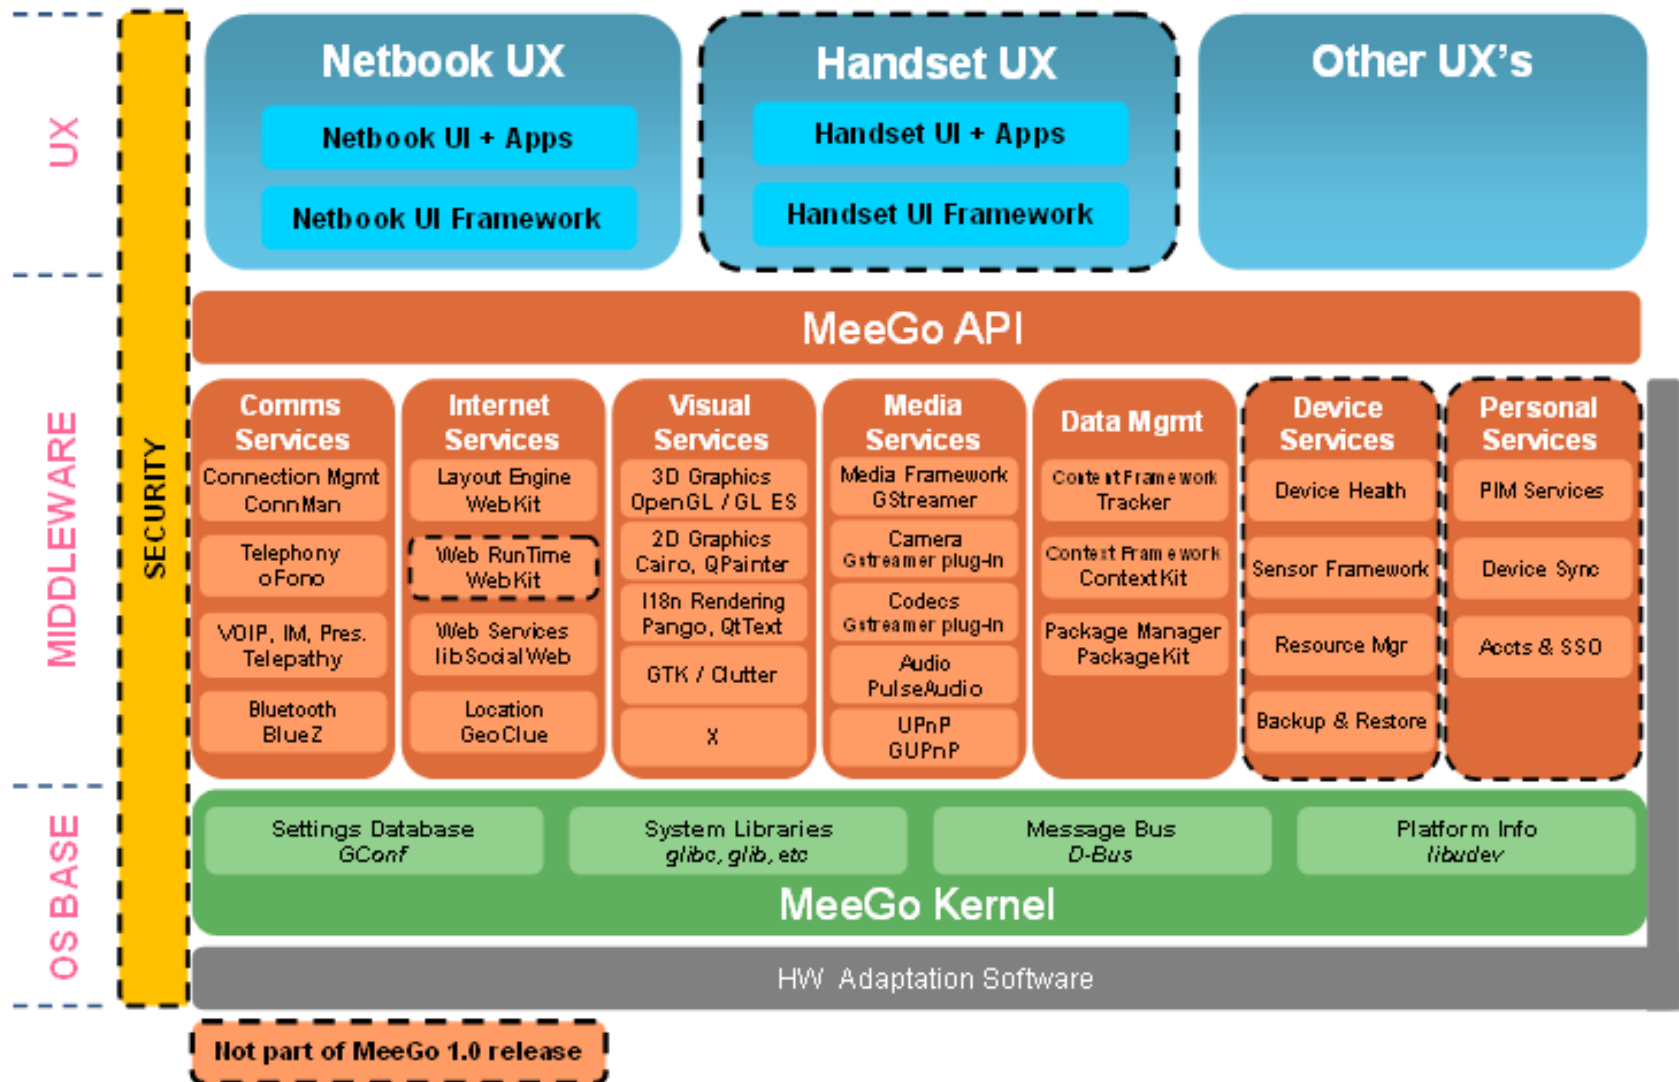 UX
MIDDLEWARE
OS BASE
SECURITY
Netbook UX
Netbook UI + Apps
Netbook UI Framework
Handset UX
Handset UI + Apps
Handset UI Framework
Other UX's
MeeGo API
Comms
Services
Connection Mgmt
ConnMan
Telephony
oFono
VOIP, IM, Pres.
Telepathy
Bluetooth
BlueZ
Internet
Services
Layout Engine
WebKit
Web RunTime
WebKit
Web Services
libSocialWeb
Location
GeoClue
Visual
Services
3D Graphics
OpenGL / GL ES
2D Graphics
Cairo, QPainter
I18n Rendering
Pango, QtText
GTK / Clutter
X
Media
Services
Media Framework
GStreamer
Camera
Gstreamer plug-in
Codecs
Gstreamer plug-in
Audio
PulseAudio
UPnP
GUPnP
Data Mgmt
Content Framework
Tracker
Context Framework
ContextKit
Package Manager
PackageKit
Device
Services
Device Health
Sensor Framework
Resource Mgr
Backup & Restore
Personal
Services
PIM Services
Device Sync
Accts & SSO
Settings Database
GConf
System Libraries
glibc, glib, etc
Message Bus
D-Bus
Platform Info
libudev
MeeGo Kernel
HW Adaptation Software
Not part of MeeGo 1.0 release